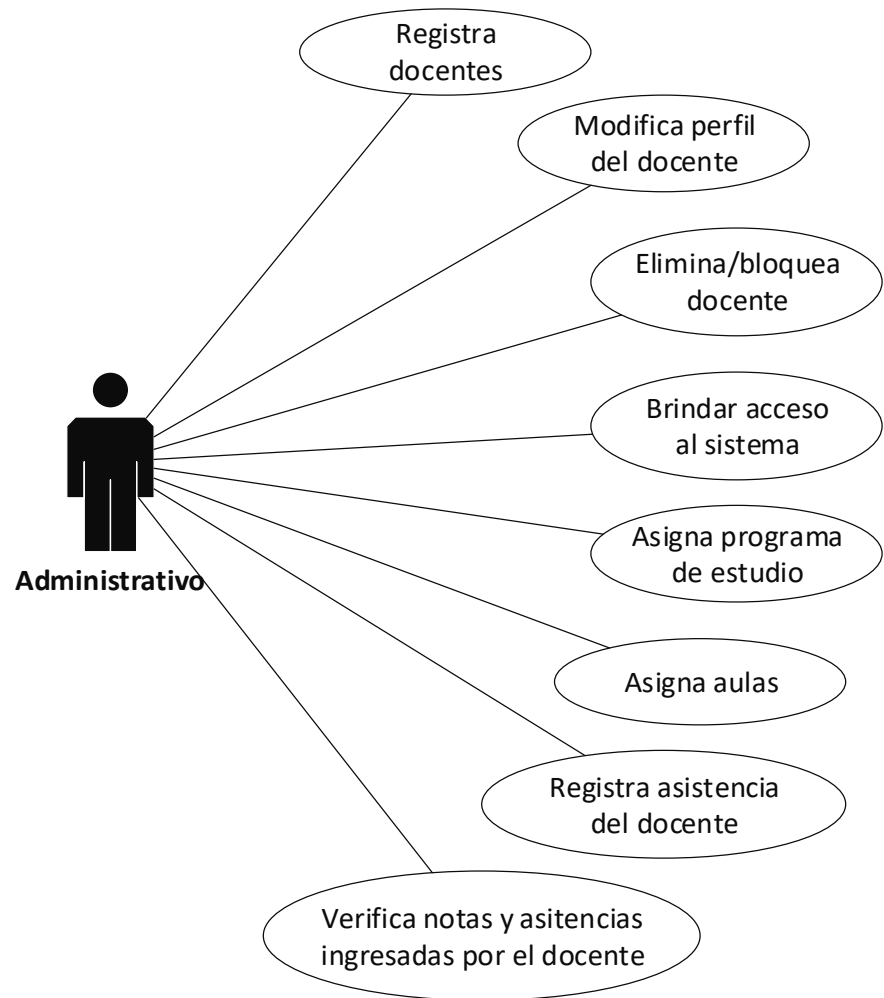 Registra
docentes
Modifica perfil
del docente
Elimina/bloquea
docente
Brindar acceso
al sistema
Asigna programa
de estudio
Administrativo
Asigna aulas
Registra asistencia
del docente
Verifica notas y asitencias
ingresadas por el docente